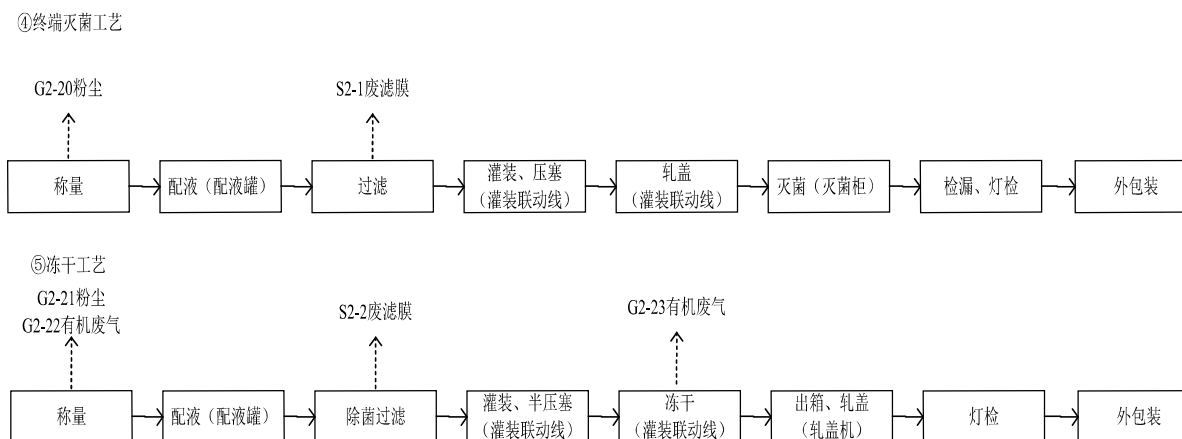 ④终端灭菌工艺
G2-20粉尘
S2-1废滤膜
称量
配液（配液罐）
过滤
灌装、压塞
（灌装联动线）
轧盖
（灌装联动线）
灭菌（灭菌柜）
检漏、灯检
外包装
⑤冻干工艺
G2-21粉尘
G2-22有机废气
S2-2废滤膜
G2-23有机废气
称量
配液（配液罐）
除菌过滤
灌装、半压塞
（灌装联动线）
冻干
（灌装联动线）
出箱、轧盖
（轧盖机）
灯检
外包装